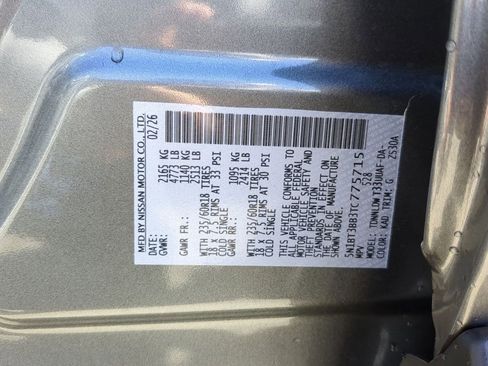 MFD BY NISSAN MOTOR CO., LTD.
02/26
GVWR: 2165 KG
4773 LB
GAWR FR.: 1140 KG
2513 LB
WITH 235/60R18 TIRES
18 X 7.5 RIMS AT 33 PSI
COLD SINGLE
GAWR RR.: 1095 KG
2414 LB
WITH 235/60R18 TIRES
18 X 7.5 RIMS AT 30 PSI
COLD SINGLE
THIS VEHICLE CONFORMS TO
ALL APPLICABLE FEDERAL
MOTOR VEHICLE SAFETY AND
THEFT PREVENTION
STANDARDS IN EFFECT ON
THE DATE OF MANUFACTURE
SHOWN ABOVE.
MPV
COLOR: KAD TRIM: G
ZS30A